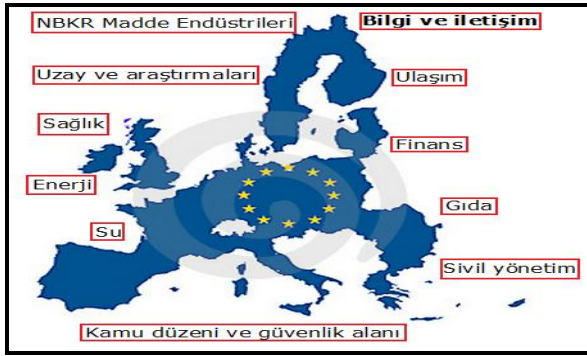 NBKR Madde Endüstrileri
Bilgi ve iletişim
Uzay ve araştırmaları
Ulaşım
Sağlık
Finans
Enerji
Gıda
Su
Sivil yönetim
Kamu düzeni ve güvenlik alanı